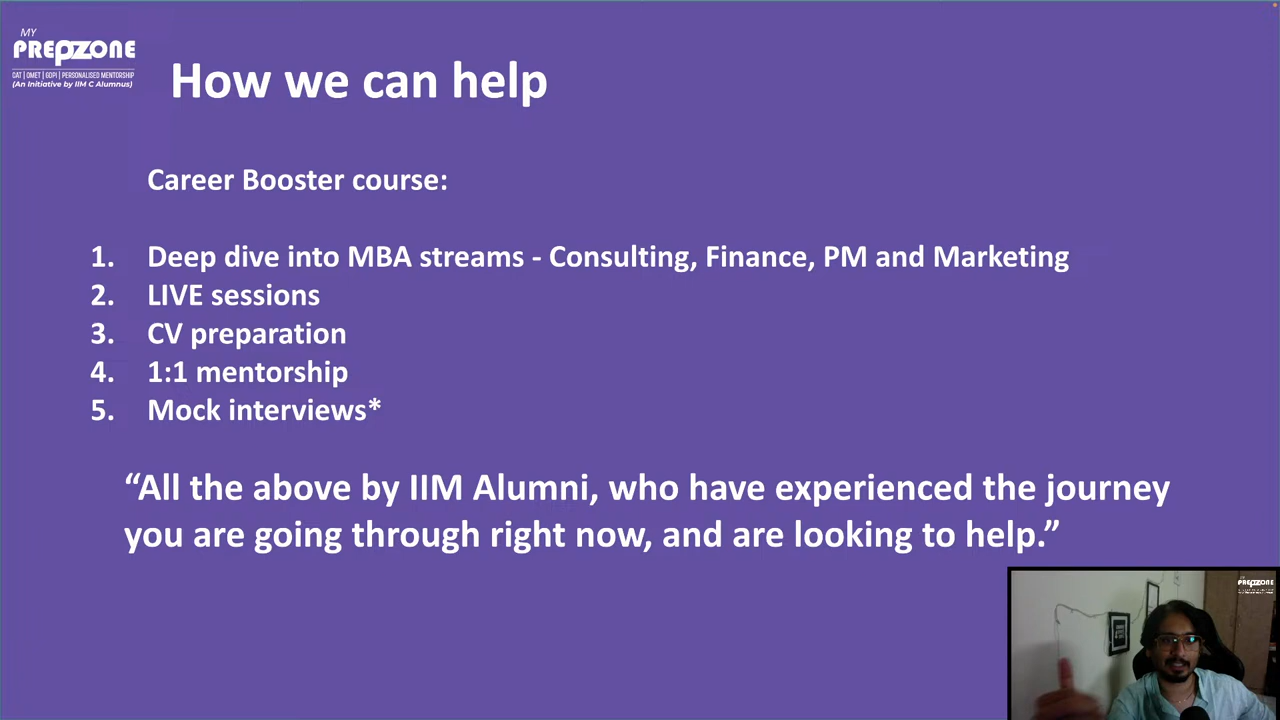 MY
PREPZONE
CAT | OMET | GDPI | PERSONALISED MENTORSHIP
(An Initiative by IIM C Alumnus)
How we can help
Career Booster course:
1. Deep dive into MBA streams - Consulting, Finance, PM and Marketing
2. LIVE sessions
3. CV preparation
4. 1:1 mentorship
5. Mock interviews*
“All the above by IIM Alumni, who have experienced the journey
you are going through right now, and are looking to help.”
PREPZONE